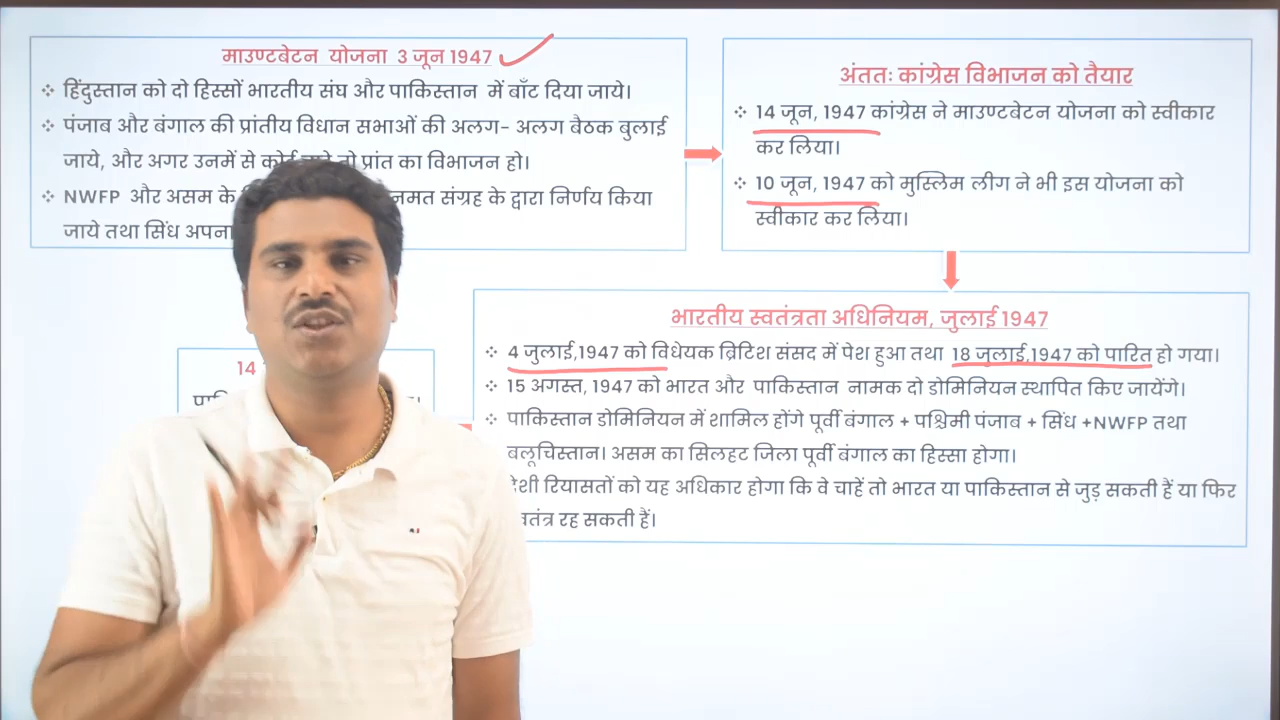 माउण्टबेटन योजना 3 जून 1947
❖ हिंदुस्तान को दो हिस्सों भारतीय संघ और पाकिस्तान में बाँट दिया जाये।
❖ पंजाब और बंगाल की प्रांतीय विधान सभाओं की अलग- अलग बैठक बुलाई
जाये, और अगर उनमें से कोई तो प्रांत का विभाजन हो।
❖ NWFP और असम के के द्वारा निर्णय किया
जाये तथा सिंध
अंततः कांग्रेस विभाजन को तैयार
❖ 14 जून, 1947 कांग्रेस ने माउण्टबेटन योजना को स्वीकार
कर लिया।
❖ 10 जून, 1947 को मुस्लिम लीग ने भी इस योजना को
स्वीकार कर लिया।
भारतीय स्वतंत्रता अधिनियम, जुलाई 1947
❖ 4 जुलाई,1947 को विधेयक ब्रिटिश संसद में पेश हुआ तथा 18 जुलाई,1947 को पारित हो गया।
❖ 15 अगस्त, 1947 को भारत और पाकिस्तान नामक दो डोमिनियन स्थापित किए जायेंगे।
❖ पाकिस्तान डोमिनियन में शामिल होंगे पूर्वी बंगाल + पश्चिमी पंजाब + सिंध +NWFP तथा
बलूचिस्तान। असम का सिलहट जिला पूर्वी बंगाल का हिस्सा होगा।
रियासतों को यह अधिकार होगा कि वे चाहें तो भारत या पाकिस्तान से जुड़ सकती हैं या फिर
रह सकती हैं।
14